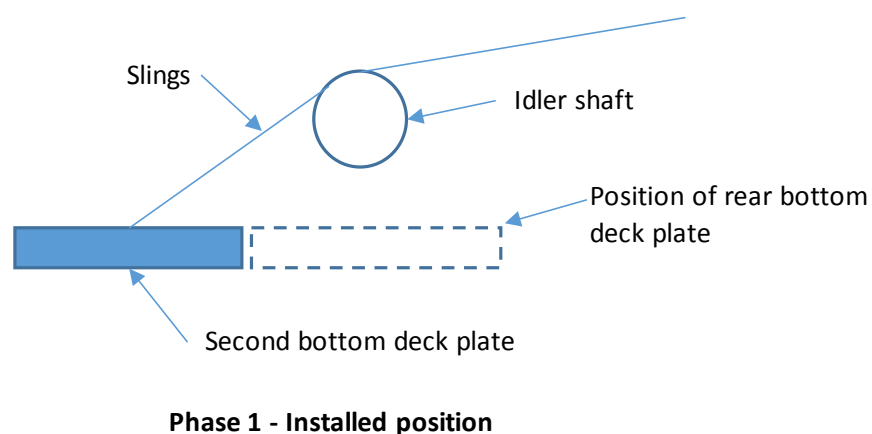 Slings
Idler shaft
Position of rear bottom
deck plate
Second bottom deck plate
Phase 1 - Installed position